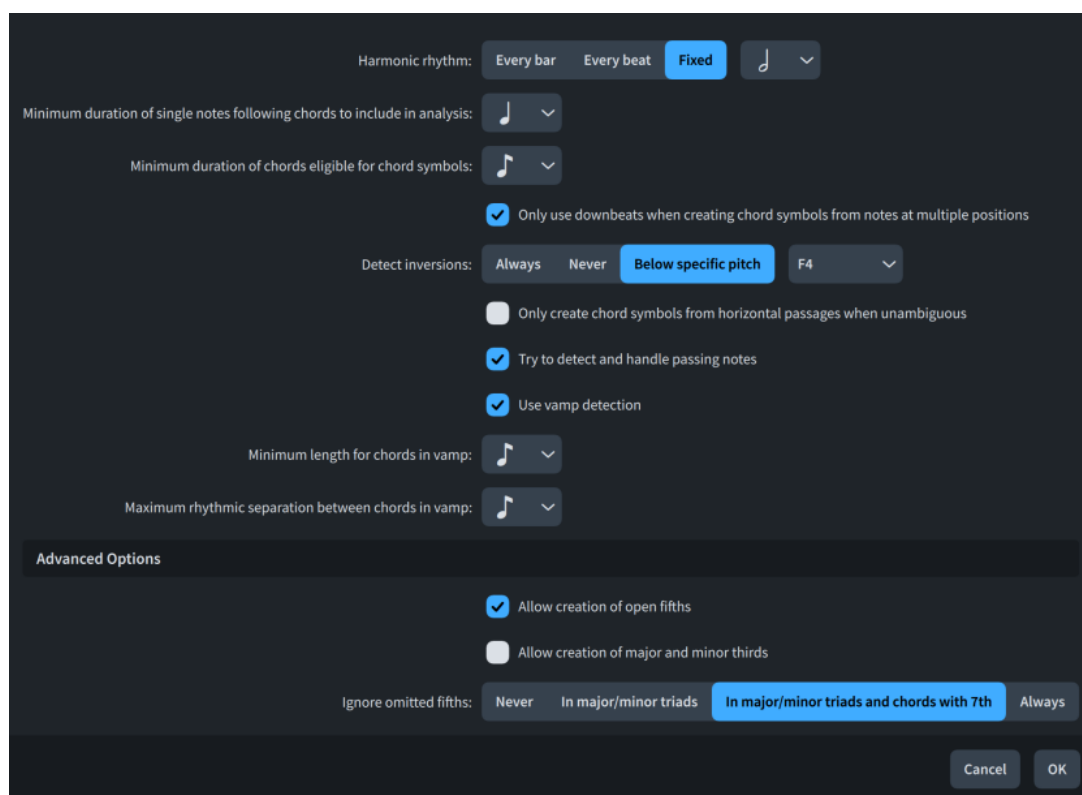 Harmonic rhythm: Every bar Every beat Fixed
Minimum duration of single notes following chords to include in analysis:
Minimum duration of chords eligible for chord symbols:
Only use downbeats when creating chord symbols from notes at multiple positions
Detect inversions: Always Never Below specific pitch F4
Only create chord symbols from horizontal passages when unambiguous
Try to detect and handle passing notes
Use vamp detection
Minimum length for chords in vamp:
Maximum rhythmic separation between chords in vamp:
Advanced Options
Allow creation of open fifths
Allow creation of major and minor thirds
Ignore omitted fifths: Never In major/minor triads In major/minor triads and chords with 7th Always
Cancel OK